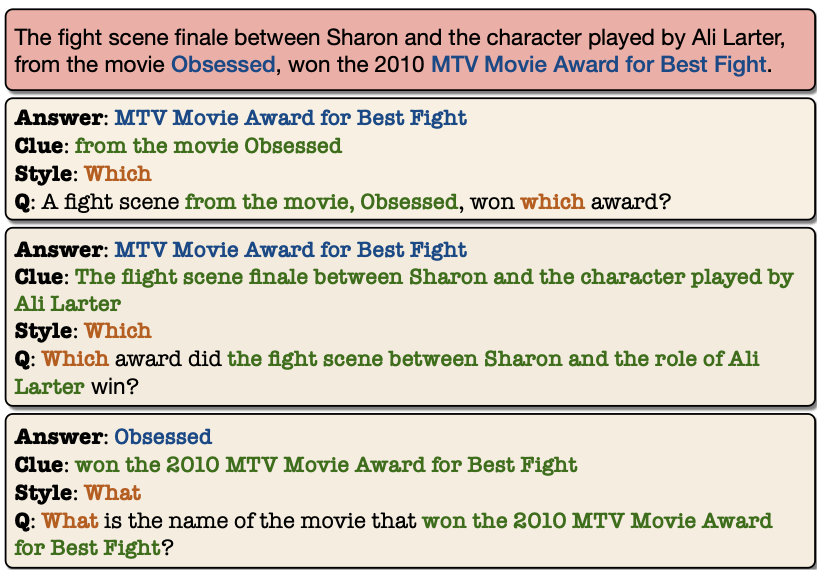 The fight scene finale between Sharon and the character played by Ali Larter,
from the movie Obsessed, won the 2010 MTV Movie Award for Best Fight.
Answer: MTV Movie Award for Best Fight
Clue: from the movie Obsessed
Style: Which
Q: A fight scene from the movie, Obsessed, won which award?
Answer: MTV Movie Award for Best Fight
Clue: The flight scene finale between Sharon and the character played by
Ali Larter
Style: Which
Q: Which award did the fight scene between Sharon and the role of Ali
Larter win?
Answer: Obsessed
Clue: won the 2010 MTV Movie Award for Best Fight
Style: What
Q: What is the name of the movie that won the 2010 MTV Movie Award
for Best Fight?